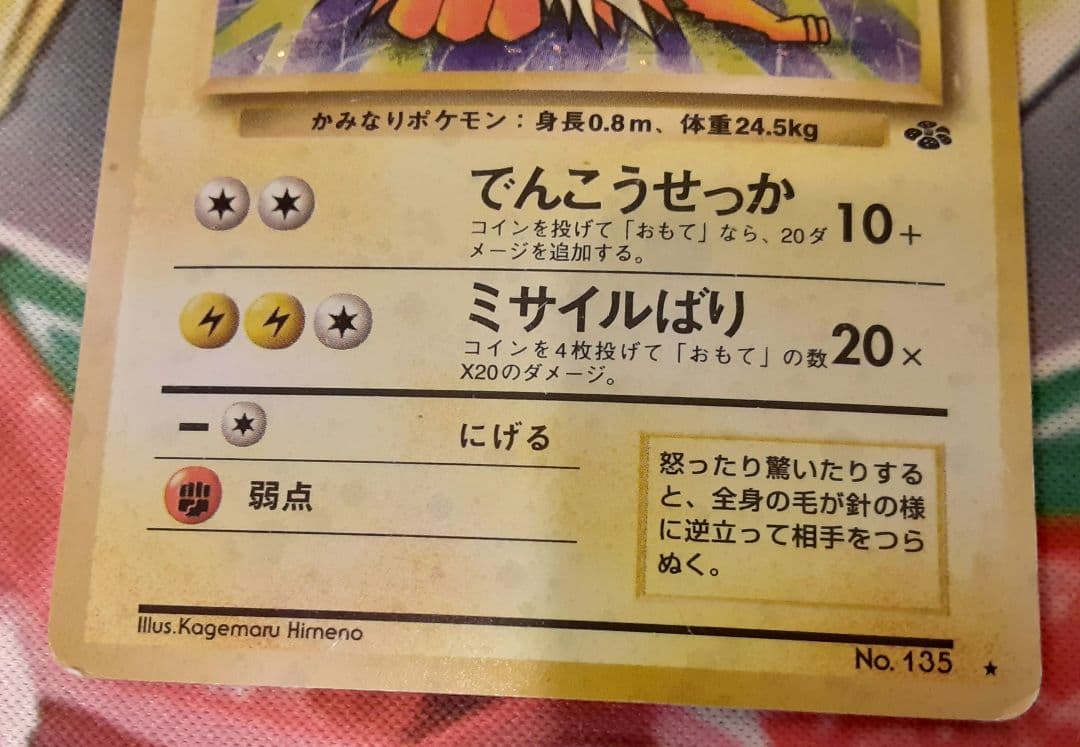 かみなりポケモン：身長0.8m、体重24.5kg
でんこうせっか 10+
コインを投げて「おもて」なら、20ダ
メージを追加する。
ミサイルばり 20×
コインを4枚投げて「おもて」の数
X20のダメージ。
にげる
弱点
怒ったり驚いたりする
と、全身の毛が針の様
に逆立って相手をつら
ぬく。
Illus.Kagemaru Himeno
No. 135 ★